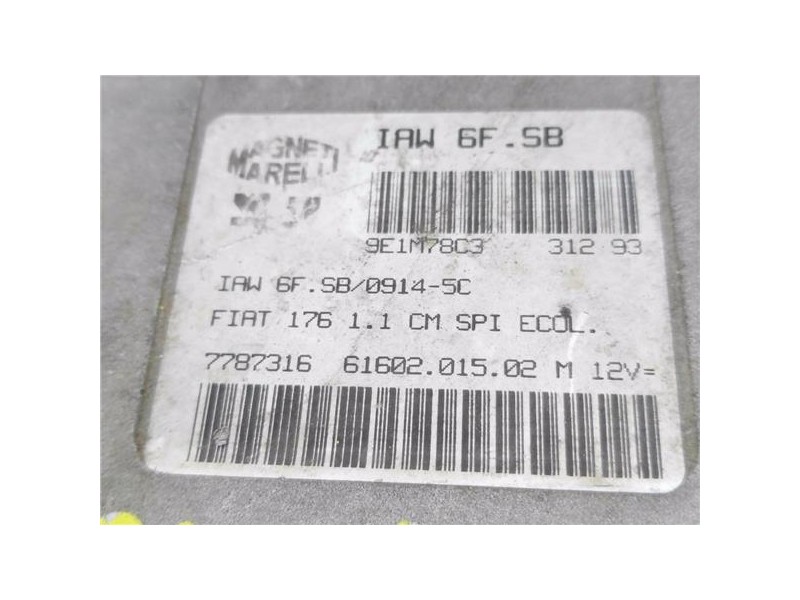 IAW 6F.SB
MAGNETI
MARELLI
9E1M78C3 312 93
IAW 6F.SB/0914-5C
FIAT 176 1.1 CM SPI ECOL.
7787316 61602.015.02 M 12V=